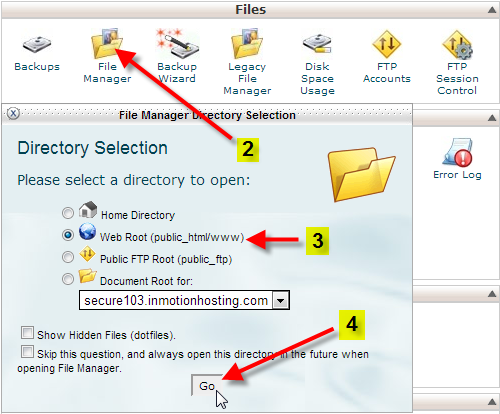 Files
Backups
File
Manager
Backup
Wizard
Legacy
File
Manager
Disk
Space
Usage
FTP
Accounts
FTP
Session
Control
2
File Manager Directory Selection
Directory Selection
Please select a directory to open:
Home Directory
Web Root (public_html/www)
3
Public FTP Root (public_ftp)
Document Root for:
secure103.inmotionhosting.com
Show Hidden Files (dotfiles).
4
Skip this question, and always open this directory in the future when
opening File Manager.
Go
Error Log